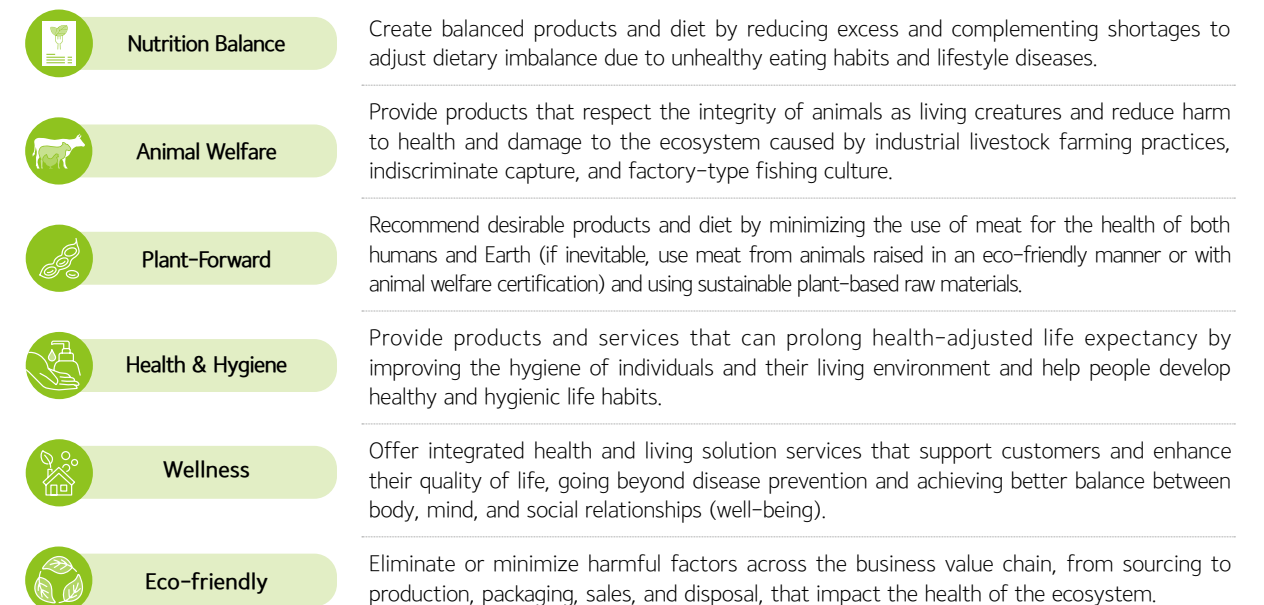 Nutrition Balance
Create balanced products and diet by reducing excess and complementing shortages to
adjust dietary imbalance due to unhealthy eating habits and lifestyle diseases.
Animal Welfare
Provide products that respect the integrity of animals as living creatures and reduce harm
to health and damage to the ecosystem caused by industrial livestock farming practices,
indiscriminate capture, and factory-type fishing culture.
Plant-Forward
Recommend desirable products and diet by minimizing the use of meat for the health of both
humans and Earth (if inevitable, use meat from animals raised in an eco-friendly manner or with
animal welfare certification) and using sustainable plant-based raw materials.
Health & Hygiene
Provide products and services that can prolong health-adjusted life expectancy by
improving the hygiene of individuals and their living environment and help people develop
healthy and hygienic life habits.
Wellness
Offer integrated health and living solution services that support customers and enhance
their quality of life, going beyond disease prevention and achieving better balance between
body, mind, and social relationships (well-being).
Eco-friendly
Eliminate or minimize harmful factors across the business value chain, from sourcing to
production, packaging, sales, and disposal, that impact the health of the ecosystem.